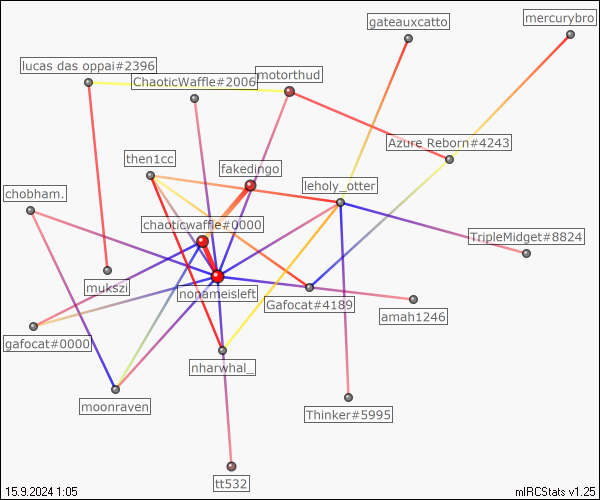 gateauxcatto
mercurybro
lucas das oppai#2396
ChaoticWaffle#2006
motorthud
Azure Reborn#4243
then1cc
fakedingo
leholy_otter
chobham.
chaoticwaffle#0000
TripleMidget#8824
mukszi
nonameisleft
Gafocat#4189
amah1246
gafocat#0000
nharwhal_
moonraven
Thinker#5995
tt532
15.9.2024 1:05
mIRCStats v1.25